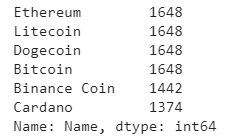 Ethereum 1648
Litecoin 1648
Dogecoin 1648
Bitcoin 1648
Binance Coin 1442
Cardano 1374
Name: Name, dtype: int64